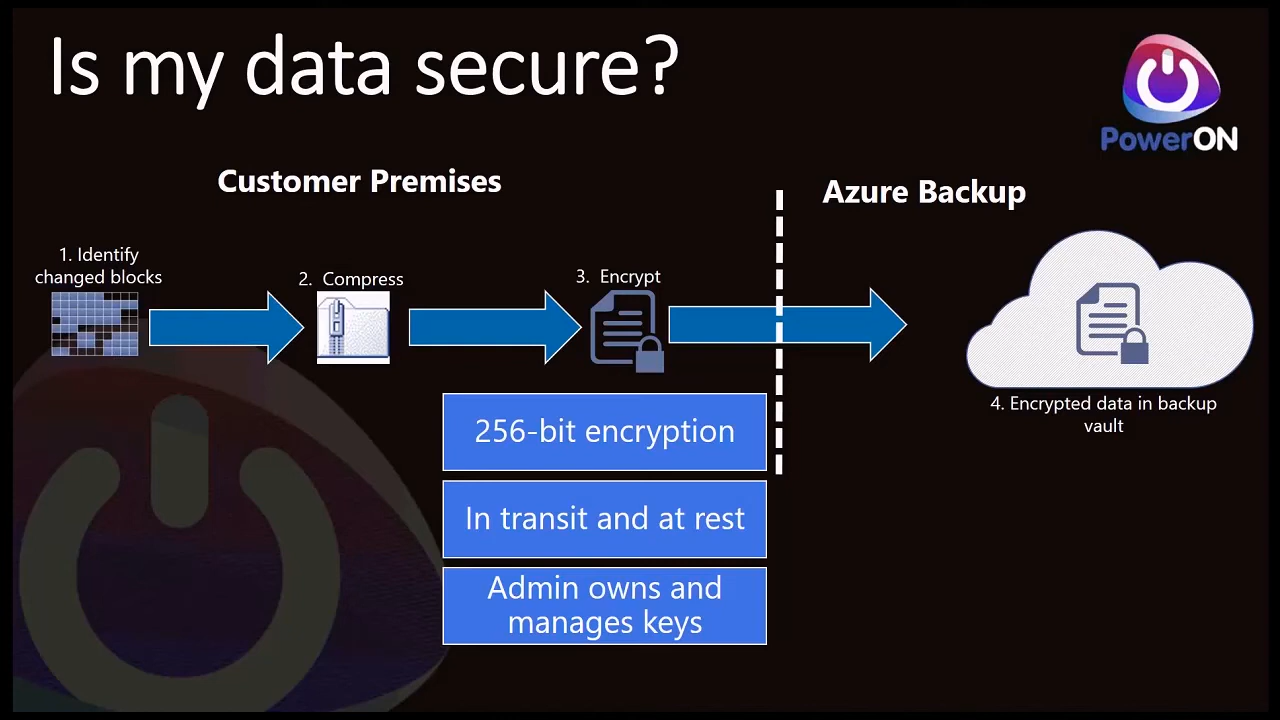 Is my data secure?
PowerON
Customer Premises
Azure Backup
1. Identify
changed blocks
2. Compress
3. Encrypt
4. Encrypted data in backup
vault
256-bit encryption
In transit and at rest
Admin owns and
manages keys